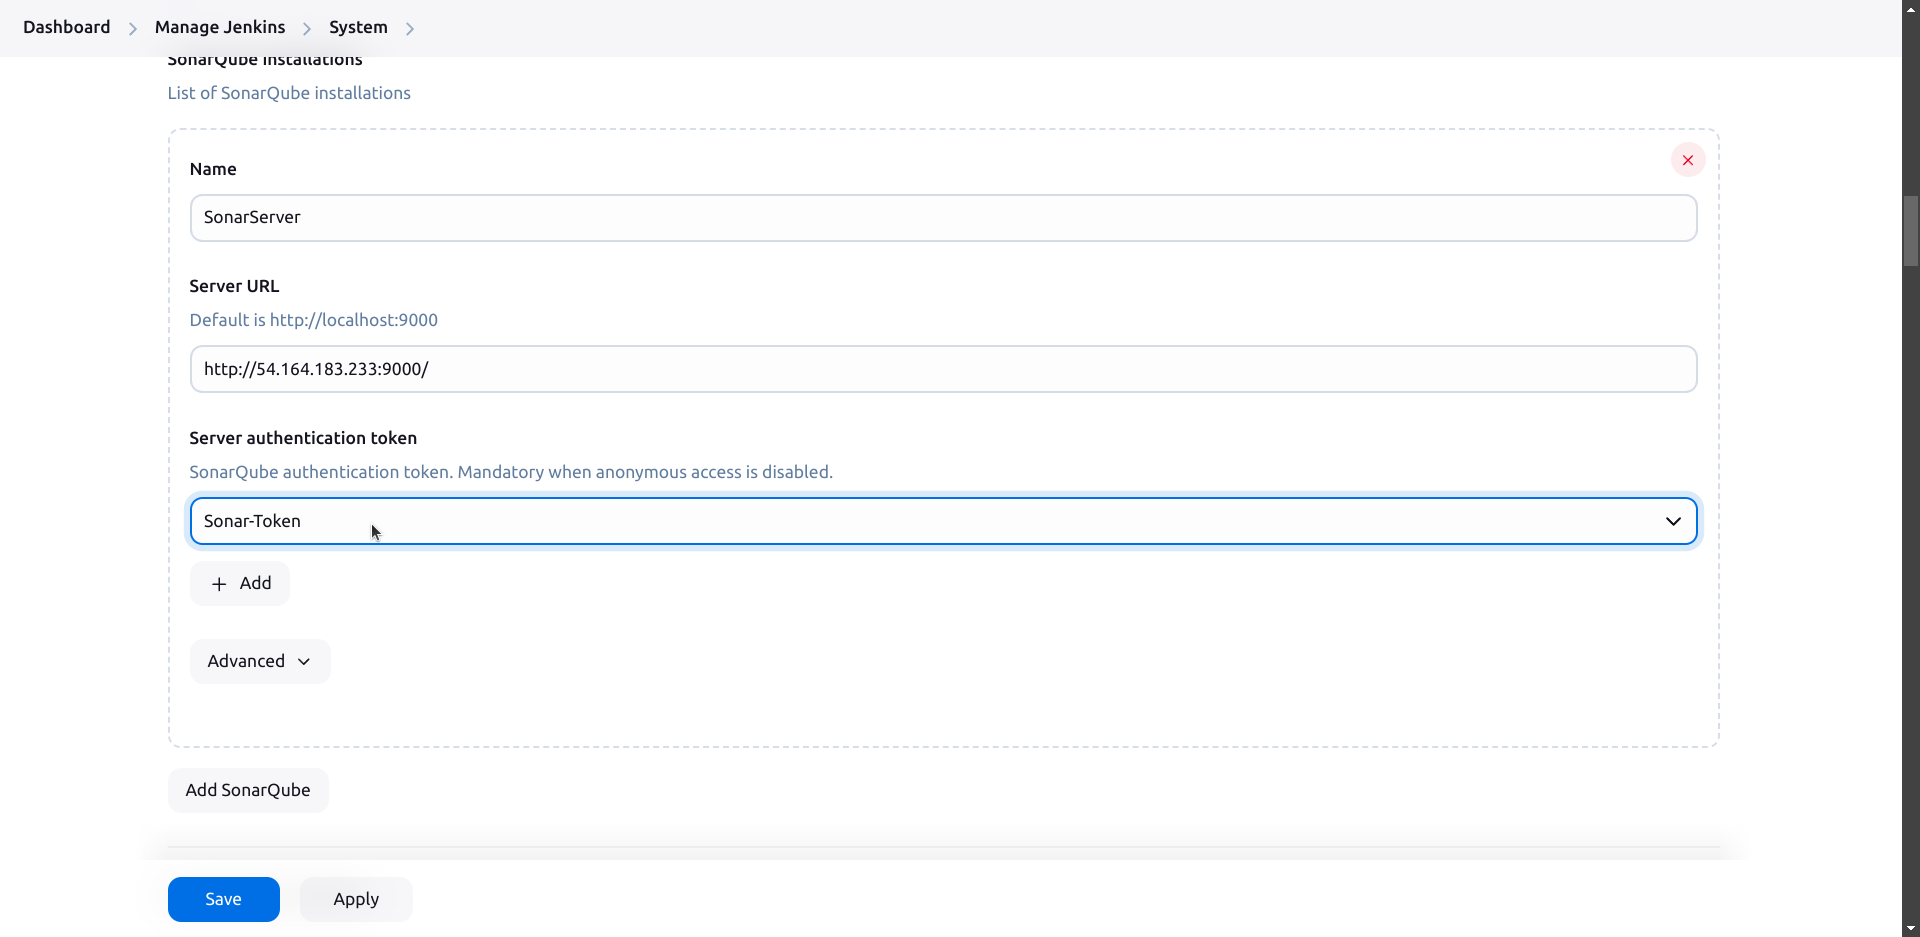 Dashboard > Manage Jenkins > System >
SonarQube installations
List of SonarQube installations
Name
SonarServer
Server URL
Default is http://localhost:9000
http://54.164.183.233:9000/
Server authentication token
SonarQube authentication token. Mandatory when anonymous access is disabled.
Sonar-Token
+ Add
Advanced
Add SonarQube
Save Apply